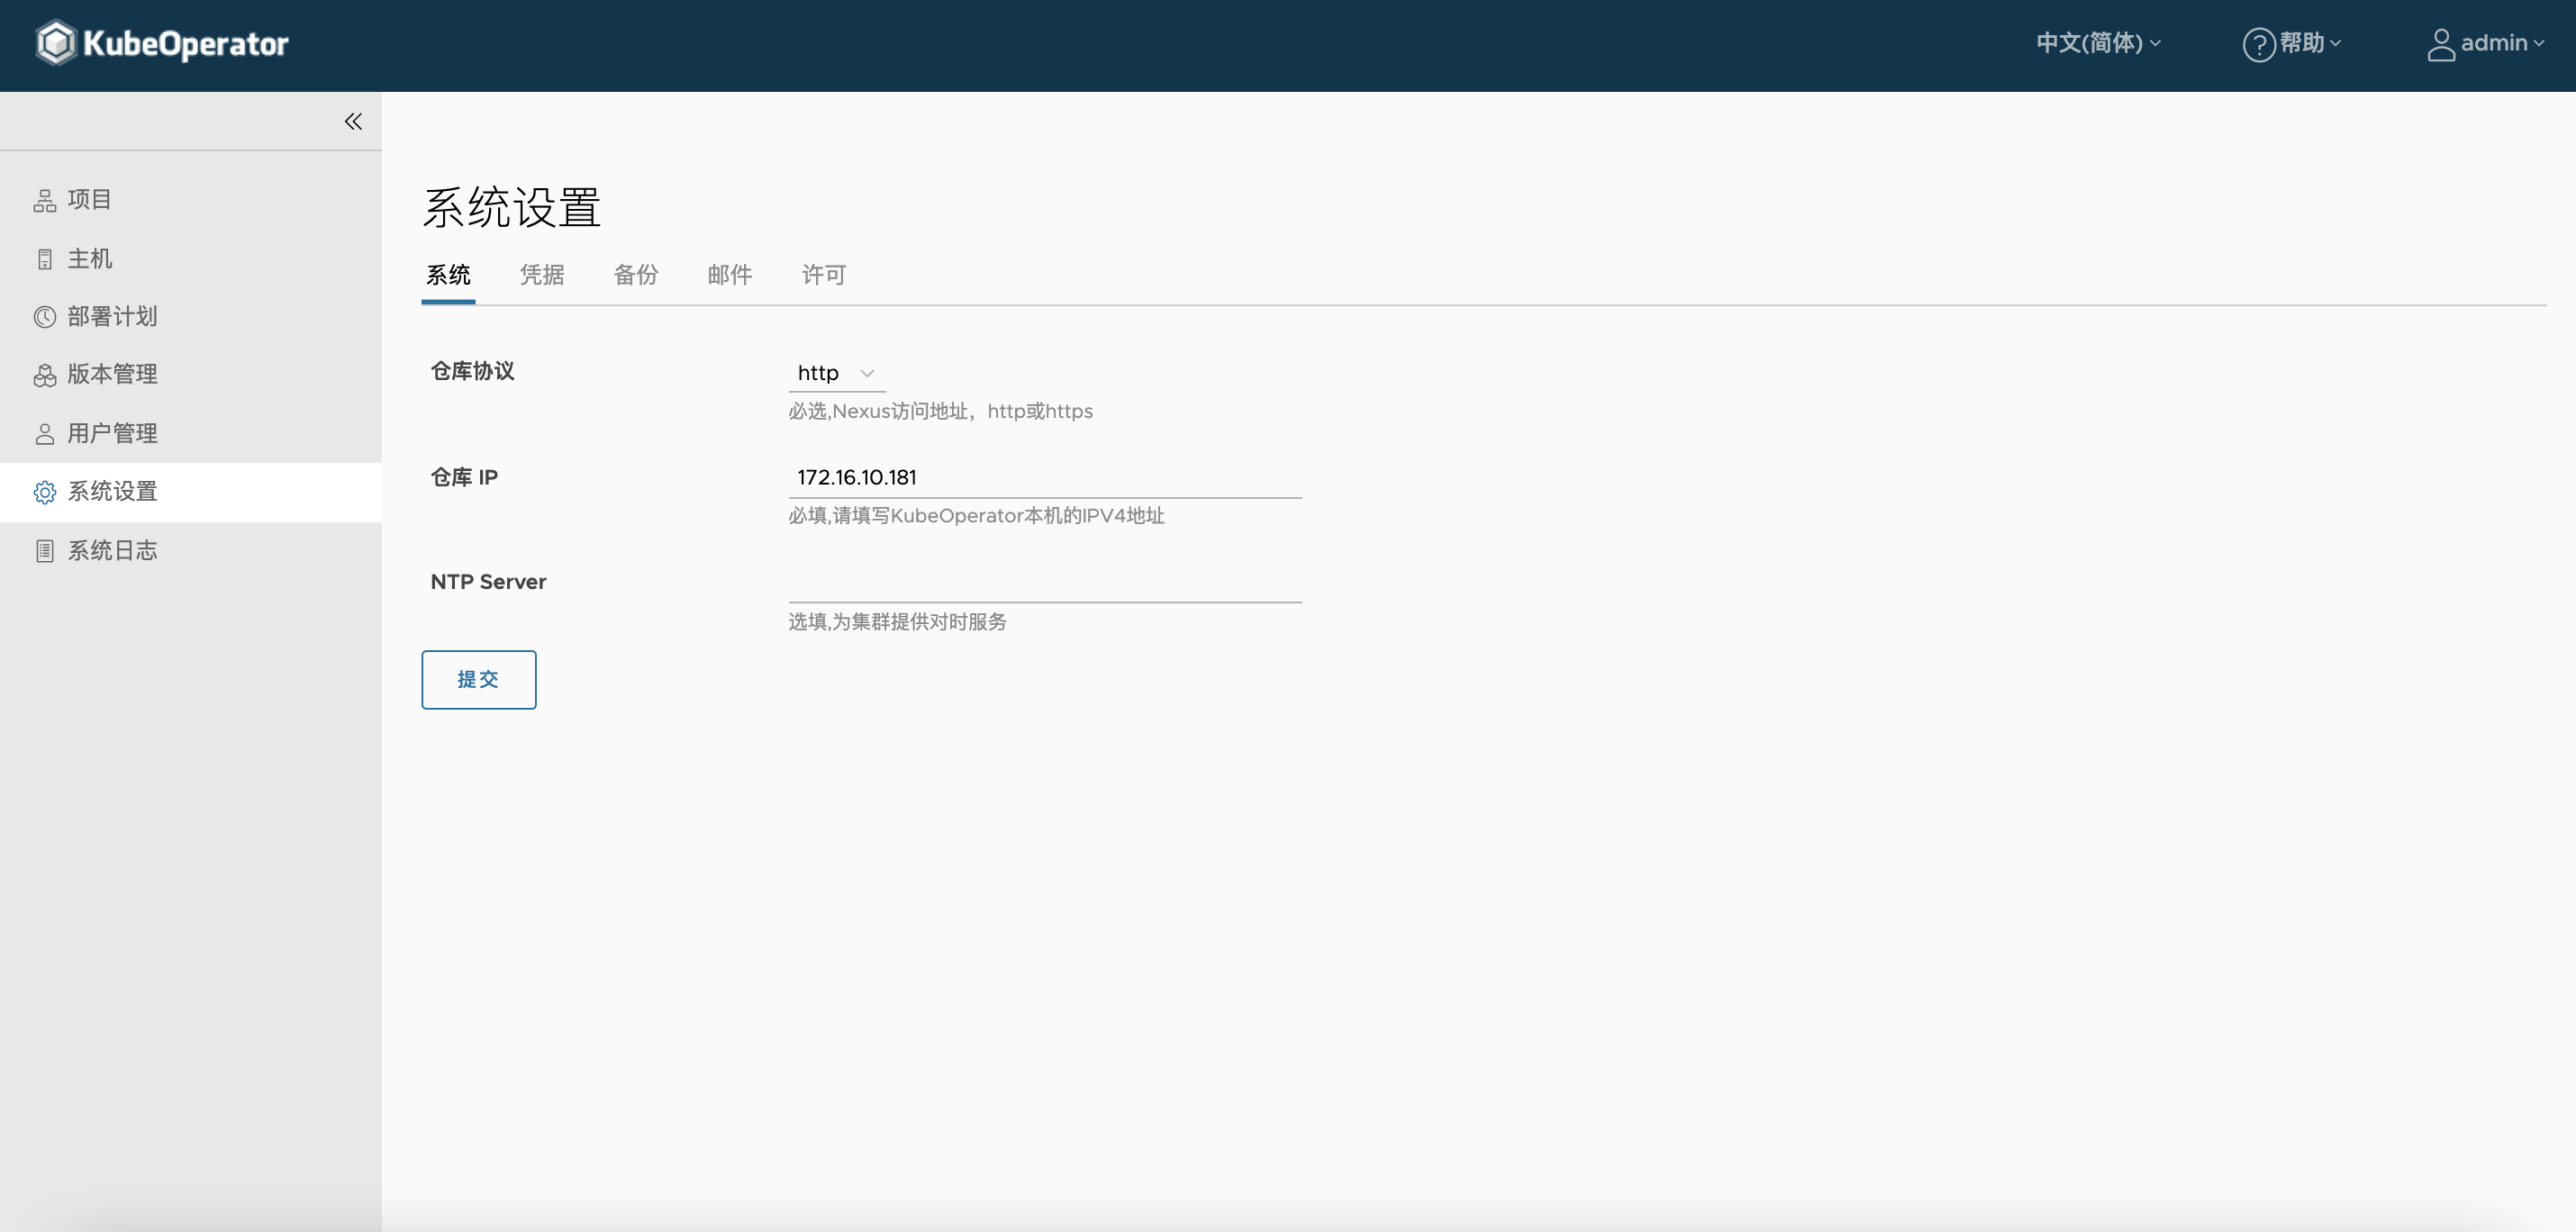 KubeOperator
中文(简体)
帮助
admin
项目
主机
部署计划
版本管理
用户管理
系统设置
系统日志
系统设置
系统 凭据 备份 邮件 许可
仓库协议
http
必选,Nexus访问地址，http或https
仓库 IP
172.16.10.181
必填,请填写KubeOperator本机的IPV4地址
NTP Server
选填,为集群提供对时服务
提交